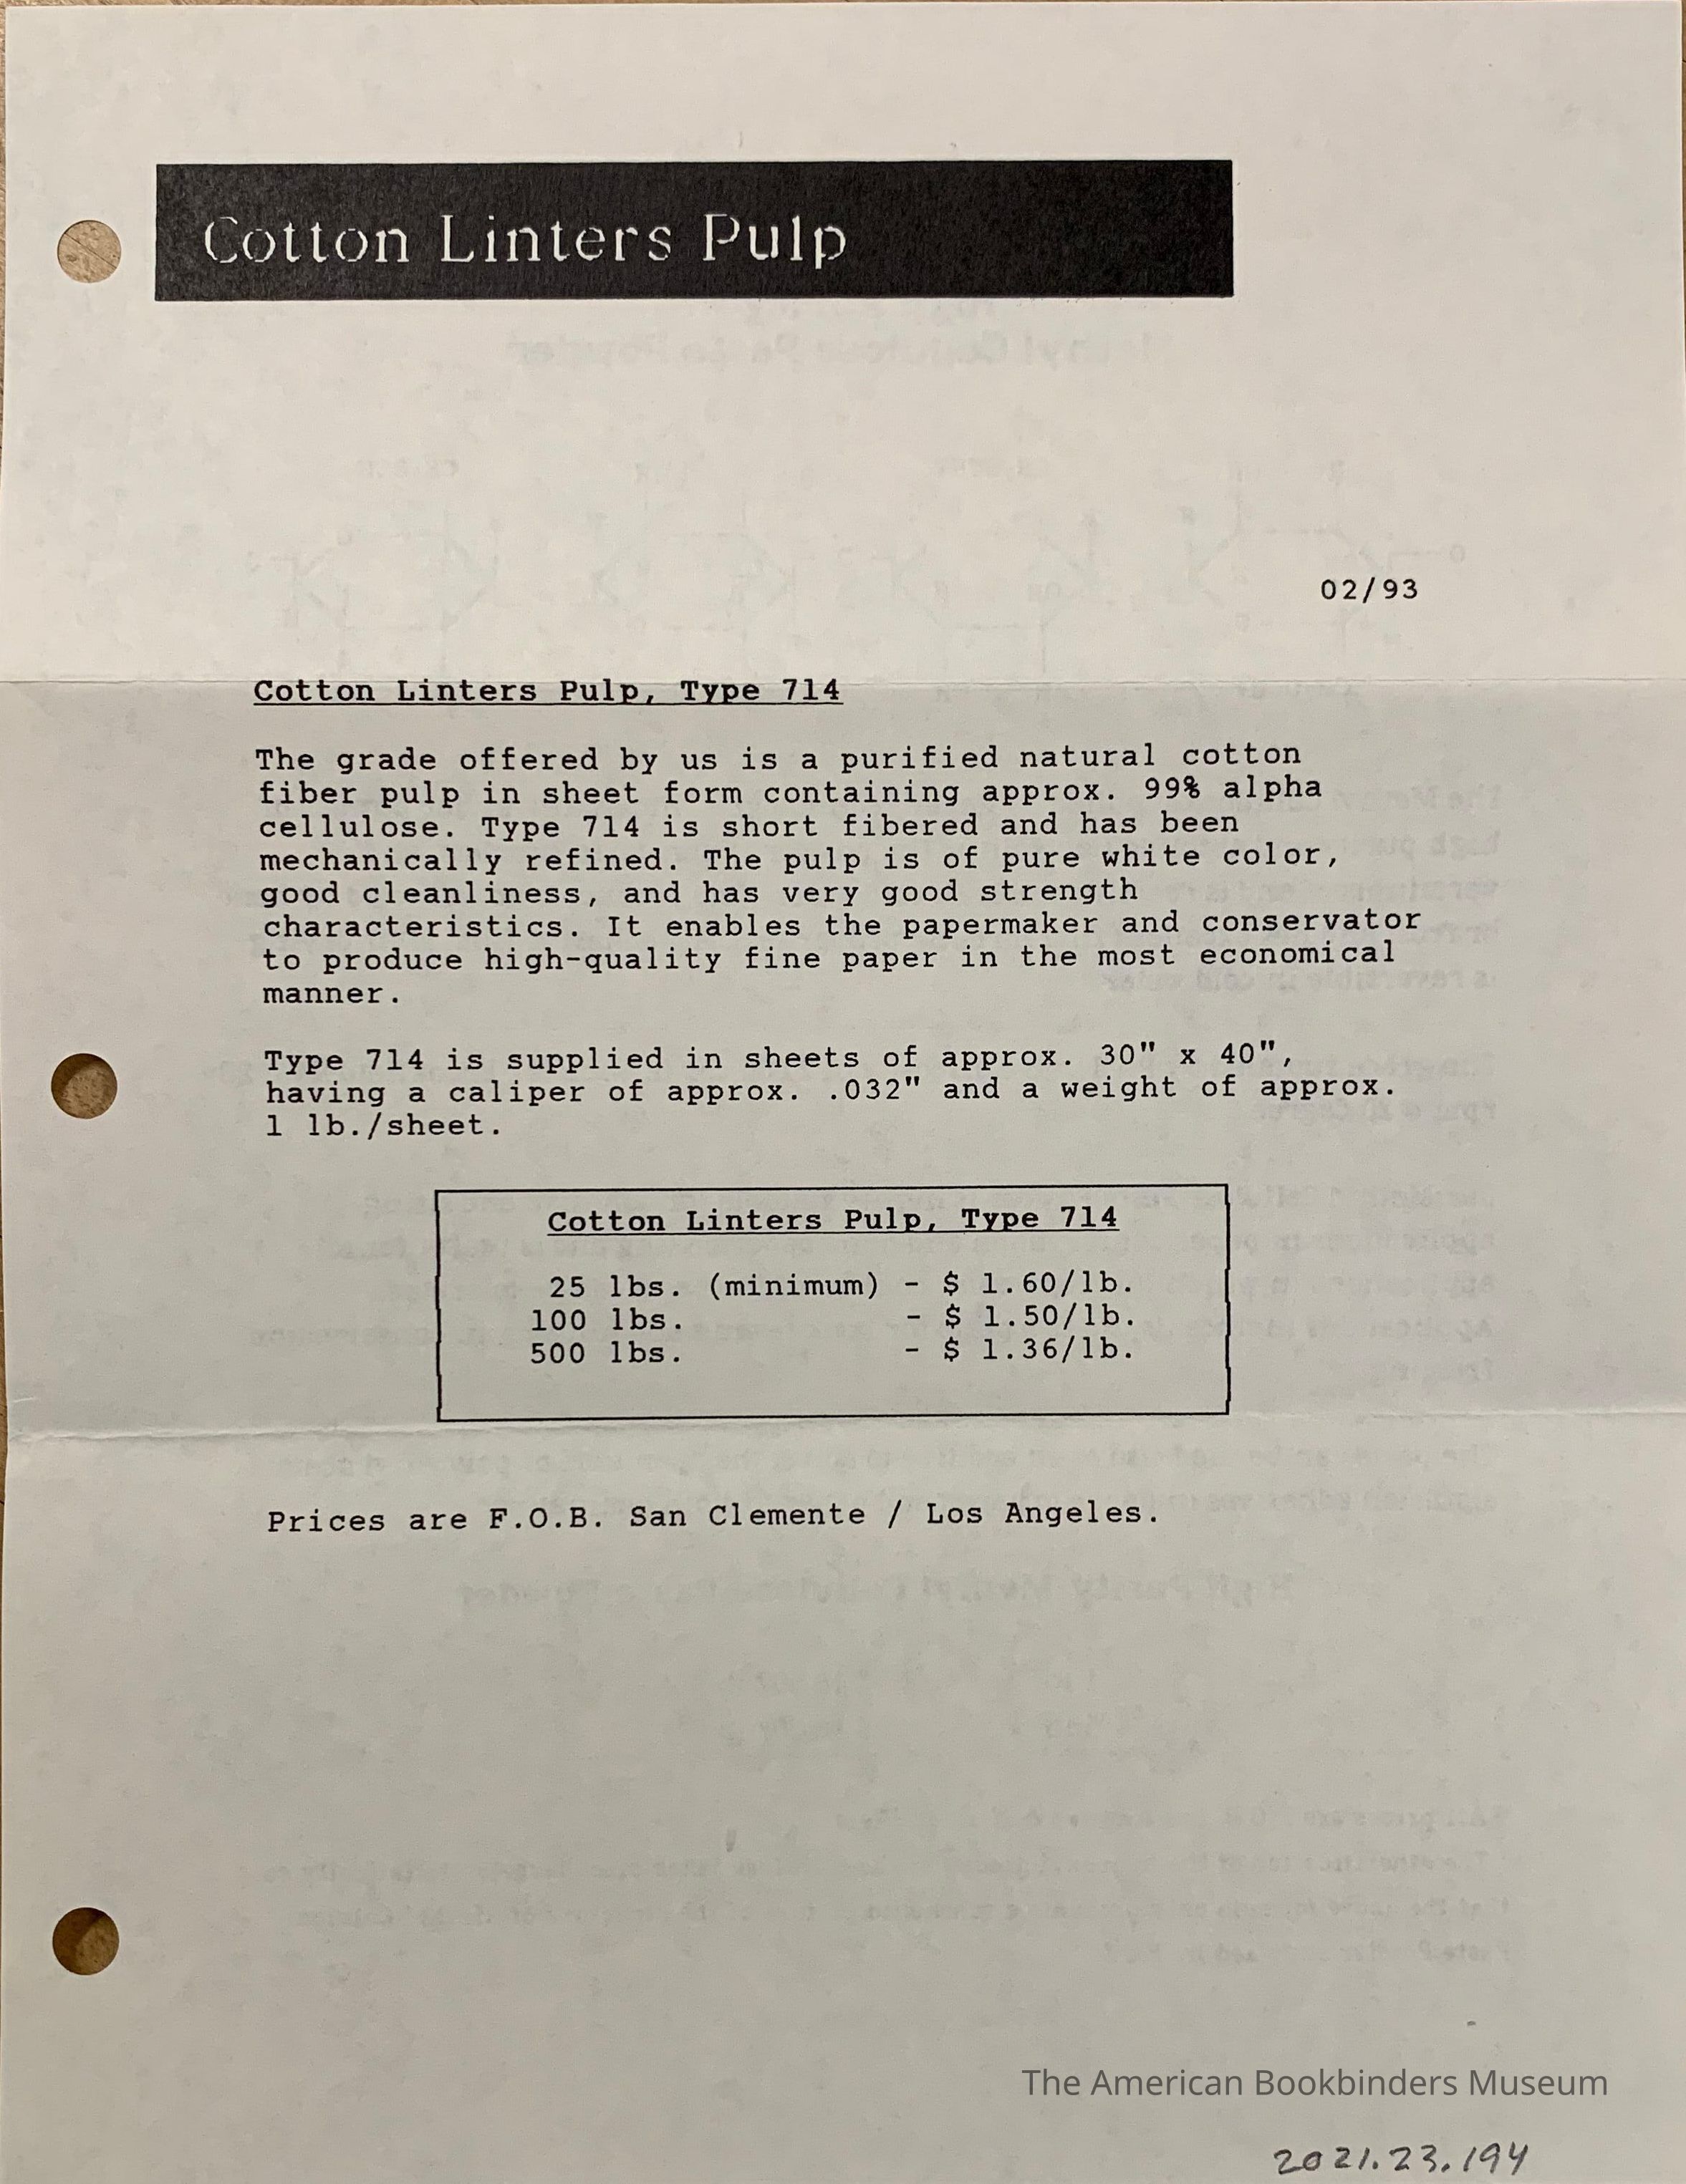 Cotton Linters Pulp
02/93
Cotton Linters Pulp, Type 714
The grade offered by us is a purified natural cotton
fiber pulp in sheet form containing approx. 99% alpha
cellulose. Type 714 is short fibered and has been
mechanically refined. The pulp is of pure white color,
good cleanliness, and has very good strength
characteristics. It enables the papermaker and conservator
to produce high-quality fine paper in the most economical
manner.
Type 714 is supplied in sheets of approx. 30" x 40",
having a caliper of approx. .032" and a weight of approx.
1 lb./sheet.
Cotton Linters Pulp, Type 714
25 lbs. (minimum) - $ 1.60/lb.
100 lbs. - $ 1.50/lb.
500 lbs. - $ 1.36/lb.
Prices are F.O.B. San Clemente / Los Angeles.
The American Bookbinders Museum
2021.23.194